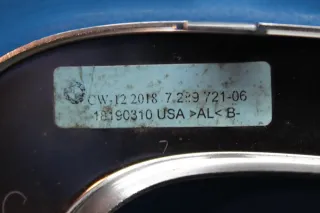 CW-12 2018 7 289 721-06
18190310 USA >AL< B-